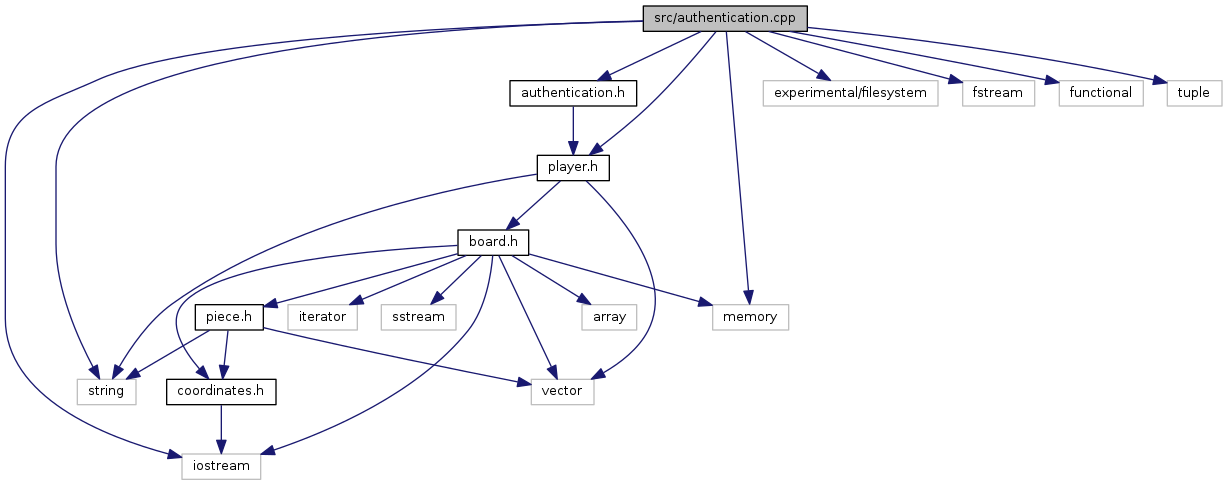 src/authentication.cpp
authentication.h
experimental/filesystem
fstream
functional
tuple
player.h
board.h
piece.h
iterator
sstream
array
memory
string
coordinates.h
vector
iostream